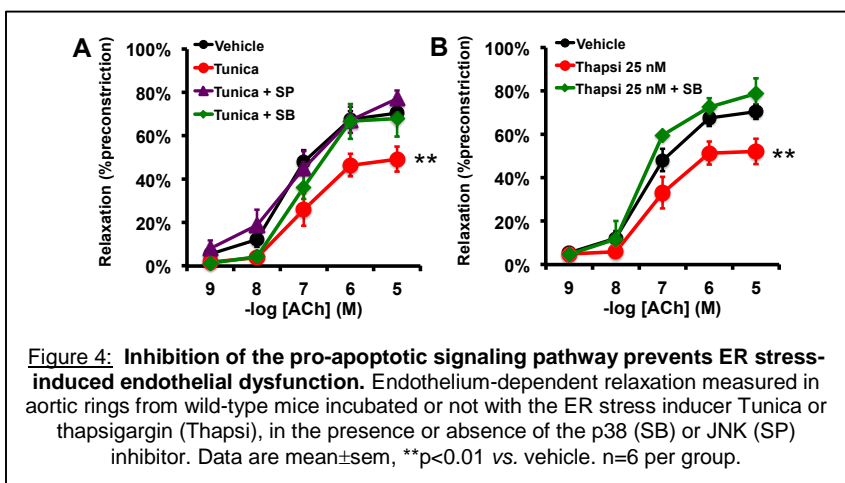 A
B
Vehicle
Tunica
Tunica + SP
Tunica + SB
Vehicle
Thapsi 25 nM
Thapsi 25 nM + SB
Relaxation (%preconstriction)
100%
80%
60%
40%
20%
0%
**
9 8 7 6 5
-log [ACh] (M)
Relaxation (%preconstriction)
100%
80%
60%
40%
20%
0%
**
9 8 7 6 5
-log [ACh] (M)
Figure 4: Inhibition of the pro-apoptotic signaling pathway prevents ER stress-
induced endothelial dysfunction. Endothelium-dependent relaxation measured in
aortic rings from wild-type mice incubated or not with the ER stress inducer Tunica or
thapsigargin (Thapsi), in the presence or absence of the p38 (SB) or JNK (SP)
inhibitor. Data are mean±sem, **p<0.01 vs. vehicle. n=6 per group.